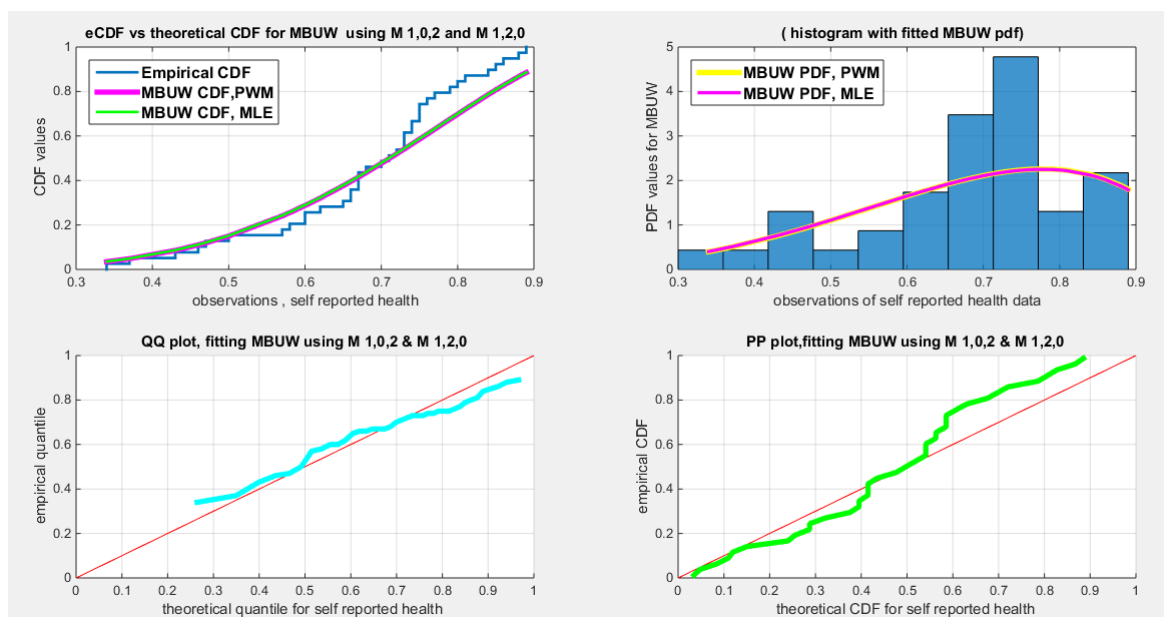 eCDF vs theoretical CDF for MBUW using M 1,0,2 and M 1,2,0
Empirical CDF
MBUW CDF,PWM
MBUW CDF, MLE
CDF values
1
0.8
0.6
0.4
0.2
0
0.3 0.4 0.5 0.6 0.7 0.8 0.9
observations , self reported health
( histogram with fitted MBUW pdf)
MBUW PDF, PWM
MBUW PDF, MLE
PDF values for MBUW
5
4
3
2
1
0
0.3 0.4 0.5 0.6 0.7 0.8 0.9
observations of self reported health data
QQ plot, fitting MBUW using M 1,0,2 & M 1,2,0
empirical quantile
1
0.8
0.6
0.4
0.2
0
0 0.1 0.2 0.3 0.4 0.5 0.6 0.7 0.8 0.9 1
theoretical quantile for self reported health
PP plot,fitting MBUW using M 1,0,2 & M 1,2,0
empirical CDF
1
0.8
0.6
0.4
0.2
0
0 0.1 0.2 0.3 0.4 0.5 0.6 0.7 0.8 0.9 1
theoretical CDF for self reported health